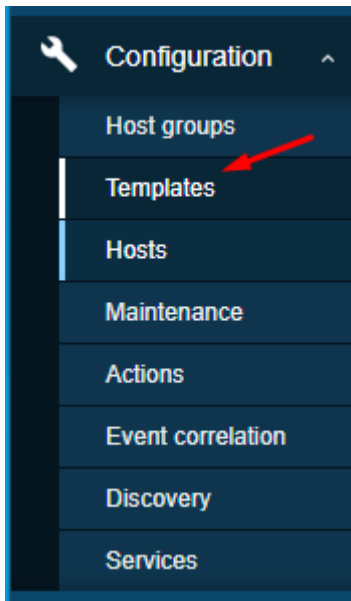 Configuration
Host groups
Templates
Hosts
Maintenance
Actions
Event correlation
Discovery
Services